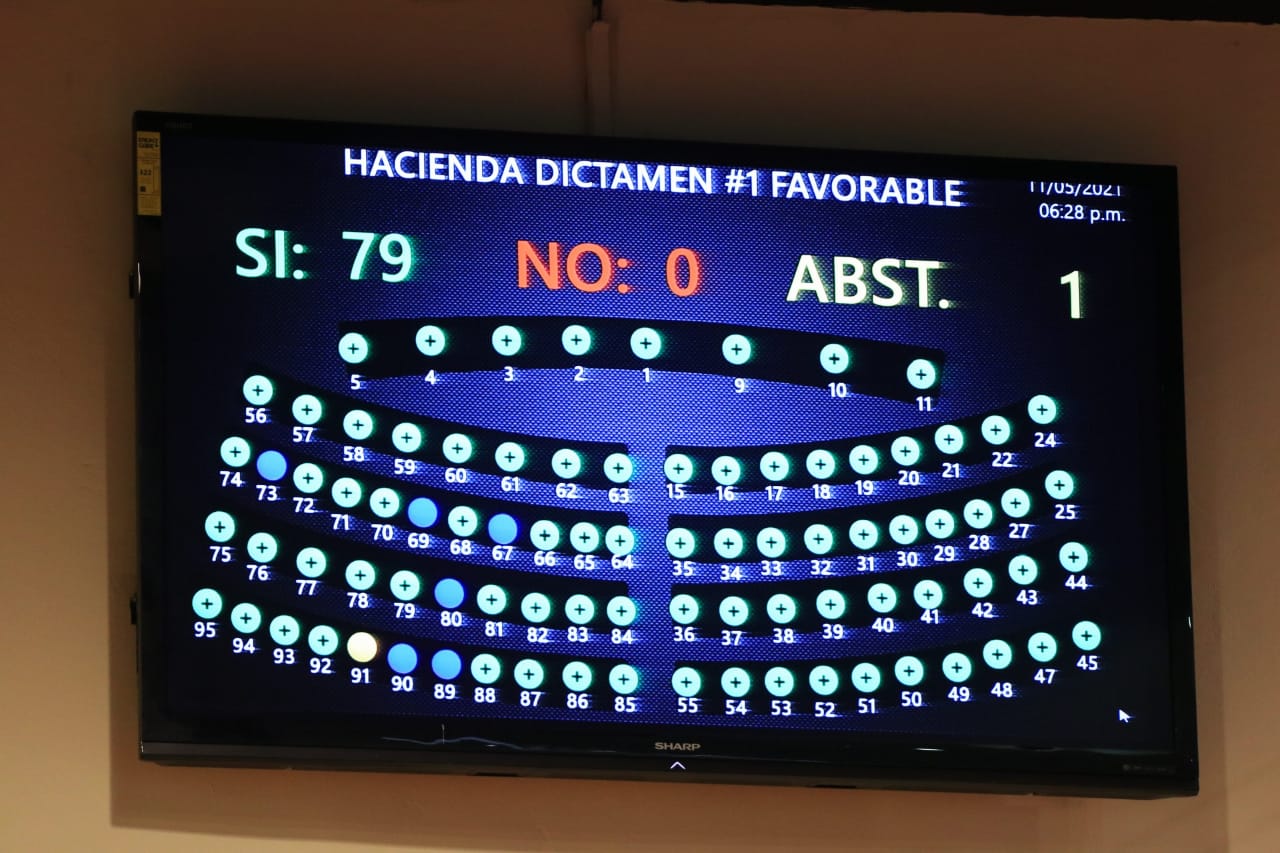 HACIENDA DICTAMEN #1 FAVORABLE
11/05/2021
06:28 p.m.
SI: 79 NO: 0 ABST. 1
5 4 3 2 1 9 10 11
56 57 58 59 60 61 62 63 15 16 17 18 19 20 21 22 24
74 73 72 71 70 69 68 67 66 65 64 35 34 33 32 31 30 29 28 27 25
75 76 77 78 79 80 81 82 83 84 36 37 38 39 40 41 42 43 44
95 94 93 92 91 90 89 88 87 86 85 55 54 53 52 51 50 49 48 47 45
SHARP